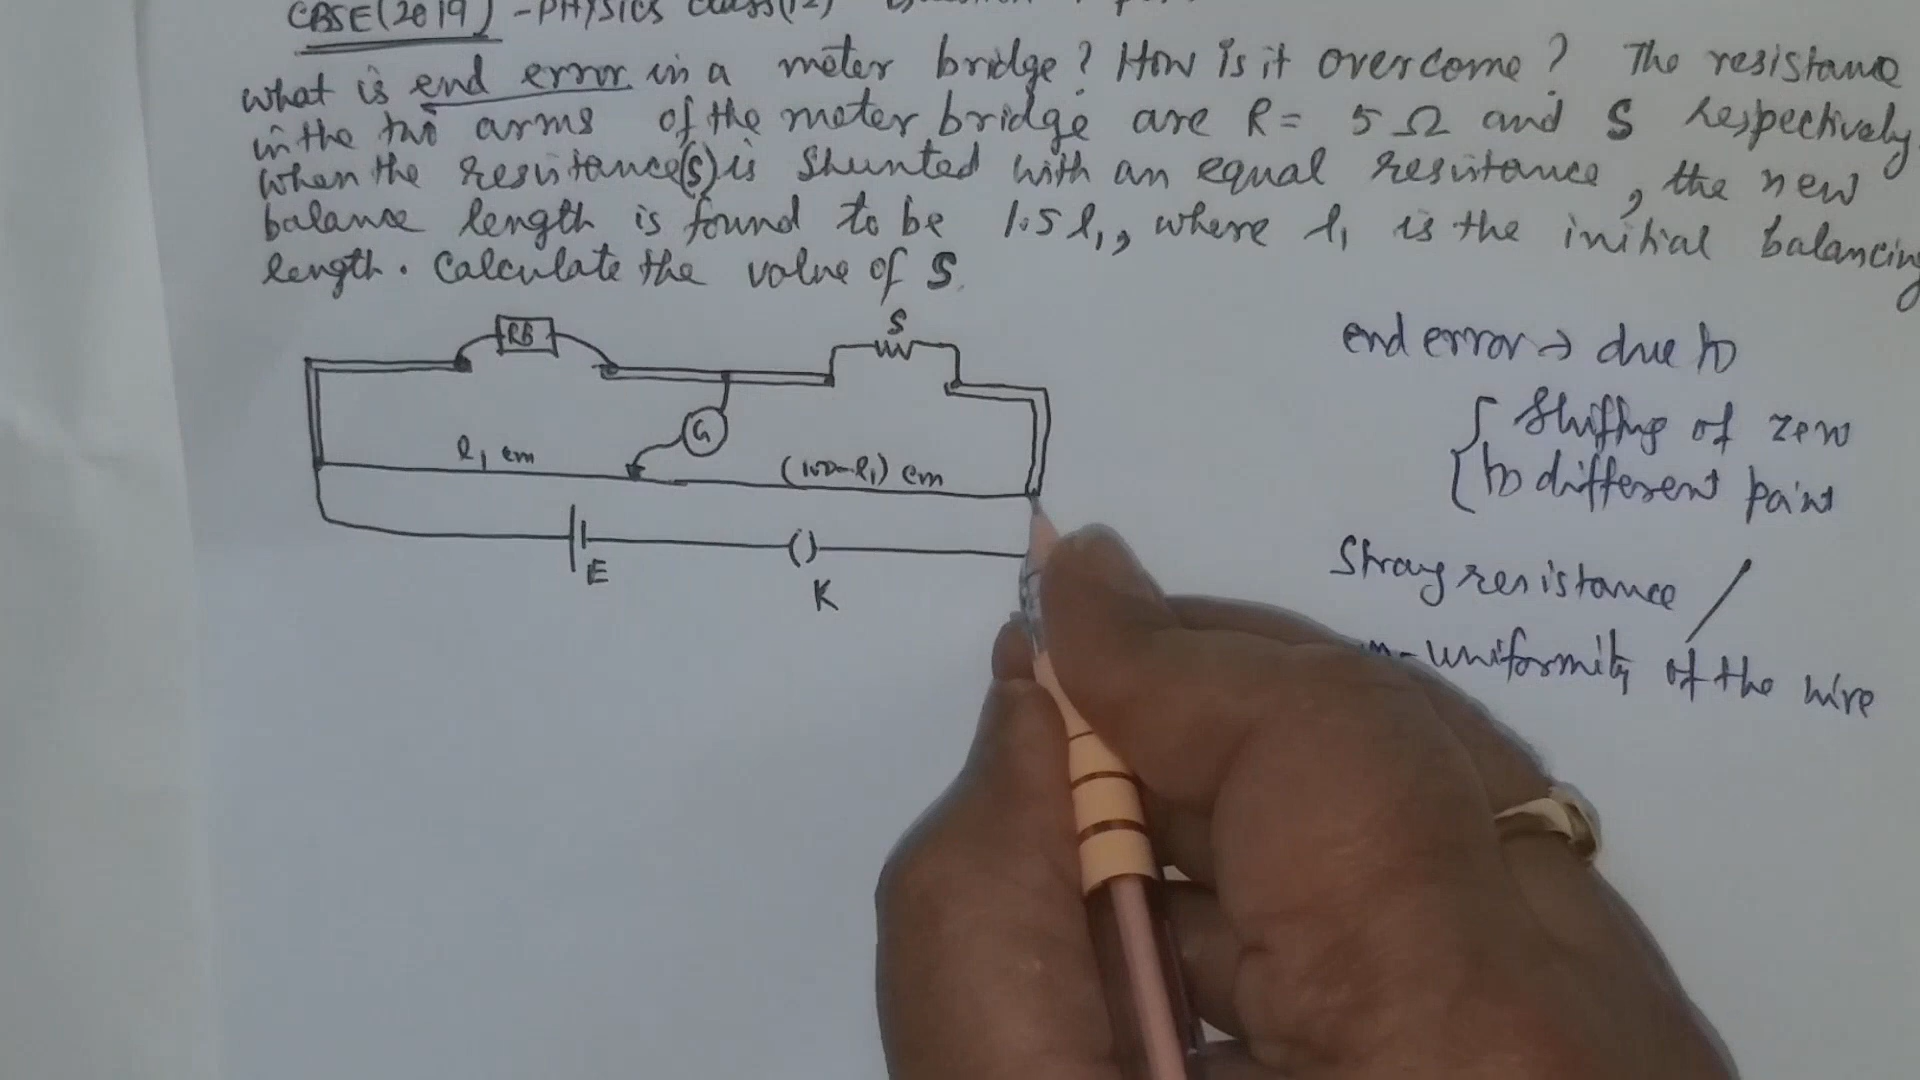 CBSE(2019) - PHYSICS class(12)
what is end error in a meter bridge? How is it overcome? The resistance
in the two arms of the meter bridge are R = 5 Ω and S respectively.
when the resistance(S) is shunted with an equal resistance, the new
balance length is found to be 1.5 l₁, where l₁ is the initial balancing
length. Calculate the value of S.
RB
S
G
l₁ cm
(100-l₁) cm
E
K
end error → due to
shifting of zero
to different point
Stray resistance
-uniformity of the wire